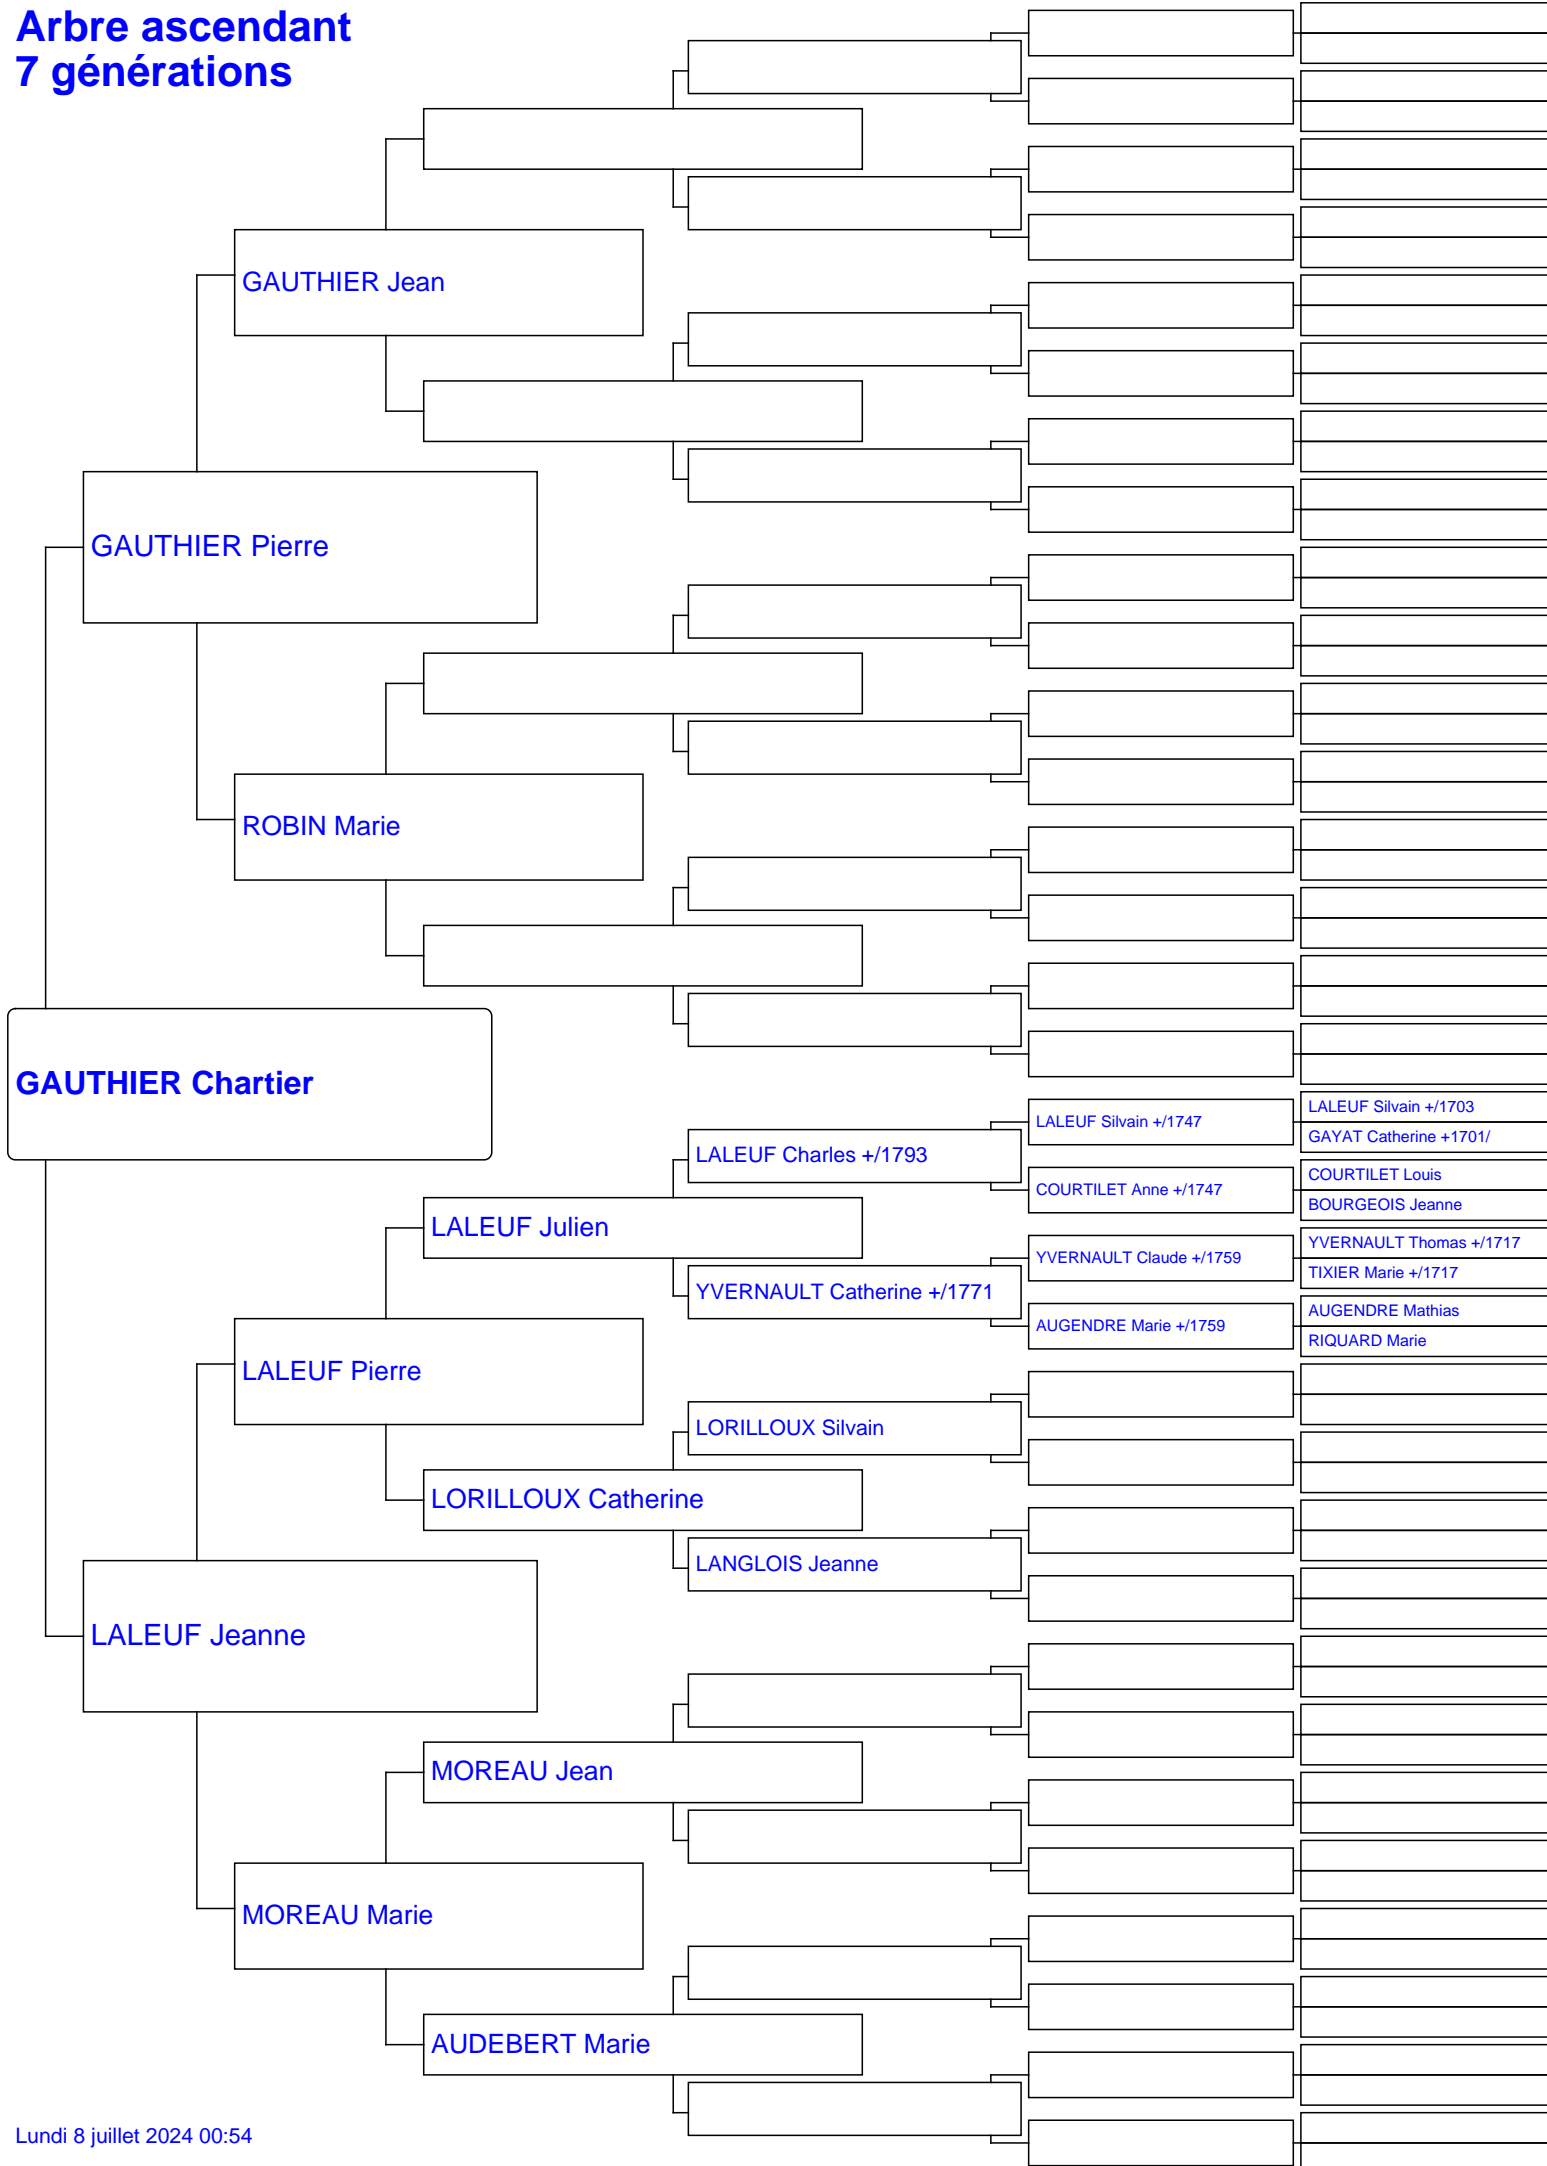 Arbre ascendant
7 générations
GAUTHIER Jean
GAUTHIER Pierre
ROBIN Marie
GAUTHIER Chartier
LALEUF Silvain +/1703
LALEUF Silvain +/1747
GAYAT Catherine +1701/
LALEUF Charles +/1793
COURTILET Louis
COURTILET Anne +/1747
BOURGEOIS Jeanne
LALEUF Julien
YVERNAULT Thomas +/1717
YVERNAULT Claude +/1759
TIXIER Marie +/1717
YVERNAULT Catherine +/1771
AUGENDRE Mathias
AUGENDRE Marie +/1759
RIQUARD Marie
LALEUF Pierre
LORILLOUX Silvain
LORILLOUX Catherine
LANGLOIS Jeanne
LALEUF Jeanne
MOREAU Jean
MOREAU Marie
AUDEBERT Marie
Lundi 8 juillet 2024 00:54